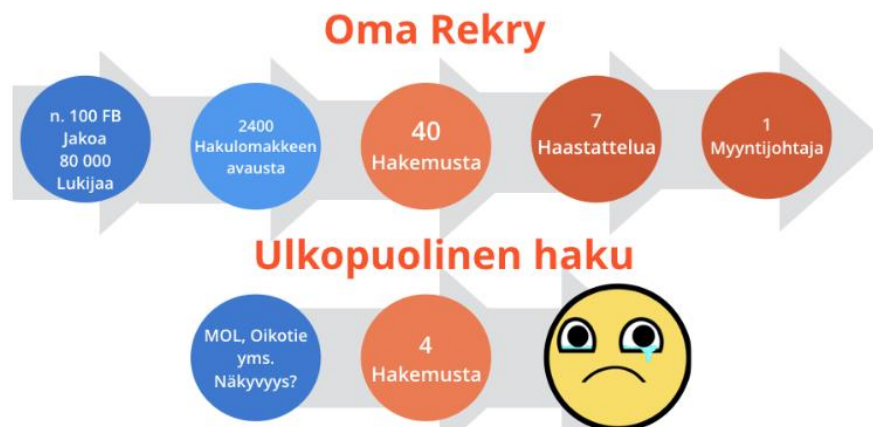 Oma Rekry
n. 100 FB
Jakoa
80 000
Lukijaa
2400
Hakulomakkeen
avausta
40
Hakemusta
7
Haastattelua
1
Myyntijohtaja
Ulkopuolinen haku
MOL, Oikotie
yms.
Näkyvyys?
4
Hakemusta